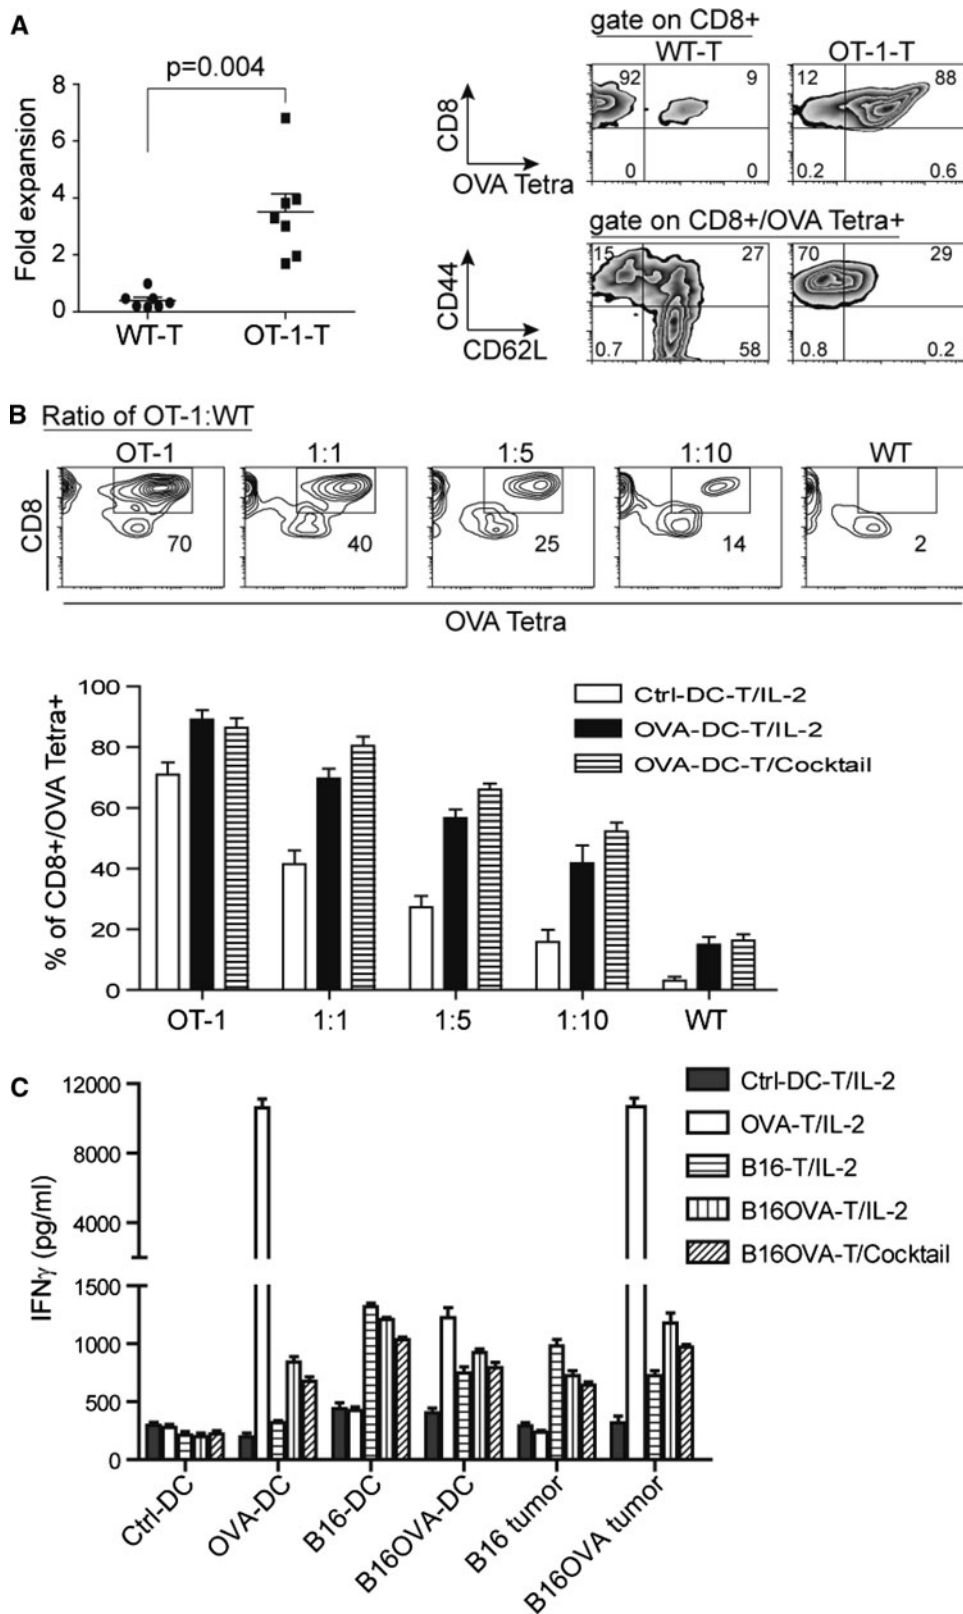 A
gate on CD8+
WT-T OT-1-T
p=0.004
8
6
4
2
0
Fold expansion
WT-T OT-1-T
CD8
OVA Tetra
92 9
0 0
12 88
0.2 0.6
gate on CD8+/OVA Tetra+
CD44
CD62L
15 27
0.7 58
70 29
0.8 0.2
B Ratio of OT-1:WT
OT-1 1:1 1:5 1:10 WT
CD8
70 40 25 14 2
OVA Tetra
% of CD8+/OVA Tetra+
100
80
60
40
20
0
Ctrl-DC-T/IL-2
OVA-DC-T/IL-2
OVA-DC-T/Cocktail
OT-1 1:1 1:5 1:10 WT
C
IFNγ (pg/ml)
12000
8000
4000
1500
1000
500
0
Ctrl-DC-T/IL-2
OVA-T/IL-2
B16-T/IL-2
B16OVA-T/IL-2
B16OVA-T/Cocktail
Ctrl-DC
OVA-DC
B16-DC
B16OVA-DC
B16 tumor
B16OVA tumor